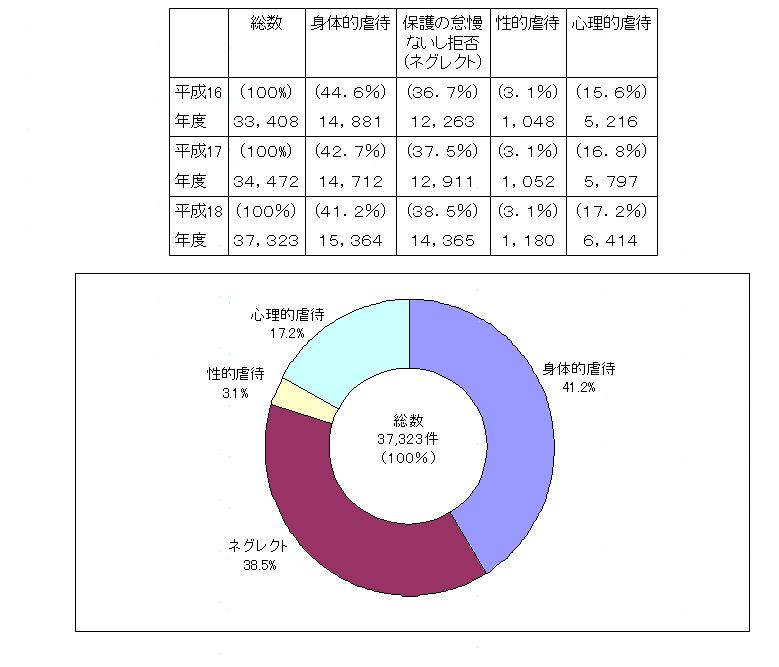 総数 身体的虐待 保護の怠慢ないし拒否（ネグレクト） 性的虐待 心理的虐待
平成16 （100%） （44．6%） （36．7%） （3．1%） （15．6%）
年度 33，408 14，881 12，263 1，048 5，216
平成17 （100%） （42．7%） （37．5%） （3．1%） （16．8%）
年度 34，472 14，712 12，911 1，052 5，797
平成18 （100%） （41．2%） （38．5%） （3．1%） （17．2%）
年度 37，323 15，364 14，365 1，180 6，414
心理的虐待
17.2%
性的虐待
3.1%
身体的虐待
41.2%
総数
37,323件
（100%）
ネグレクト
38.5%